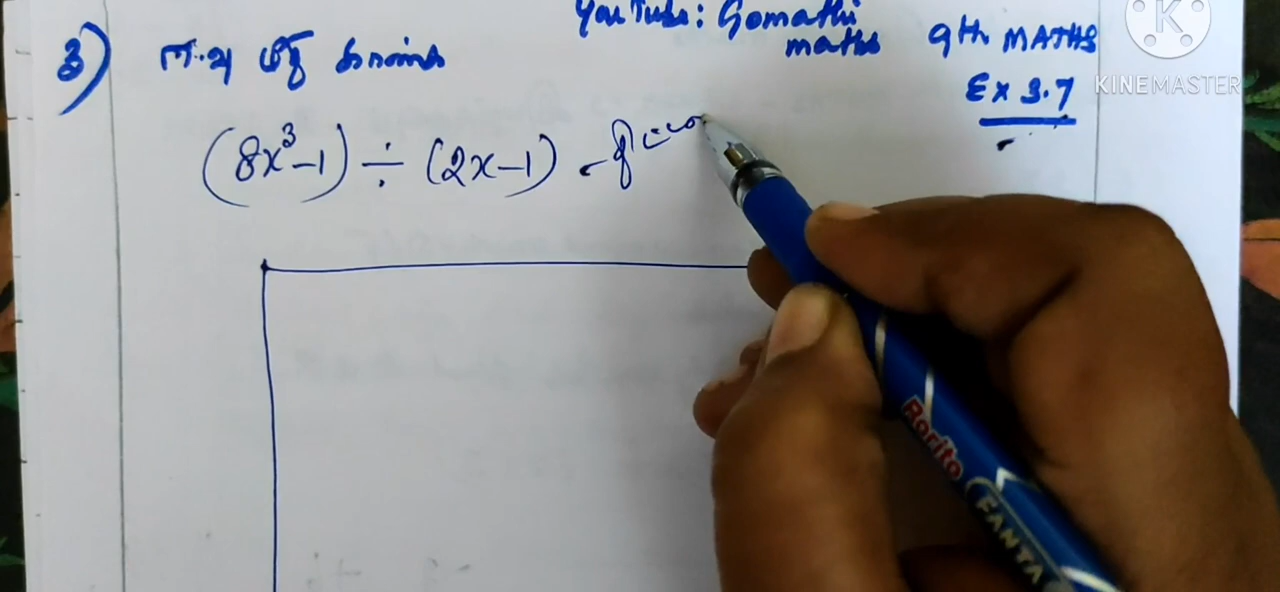 YouTube: Gomathi
maths
9th MATHS
Ex 3.7
K
KINEMASTER
3)
(8x³-1) ÷ (2x-1)
Rorito
FANTA